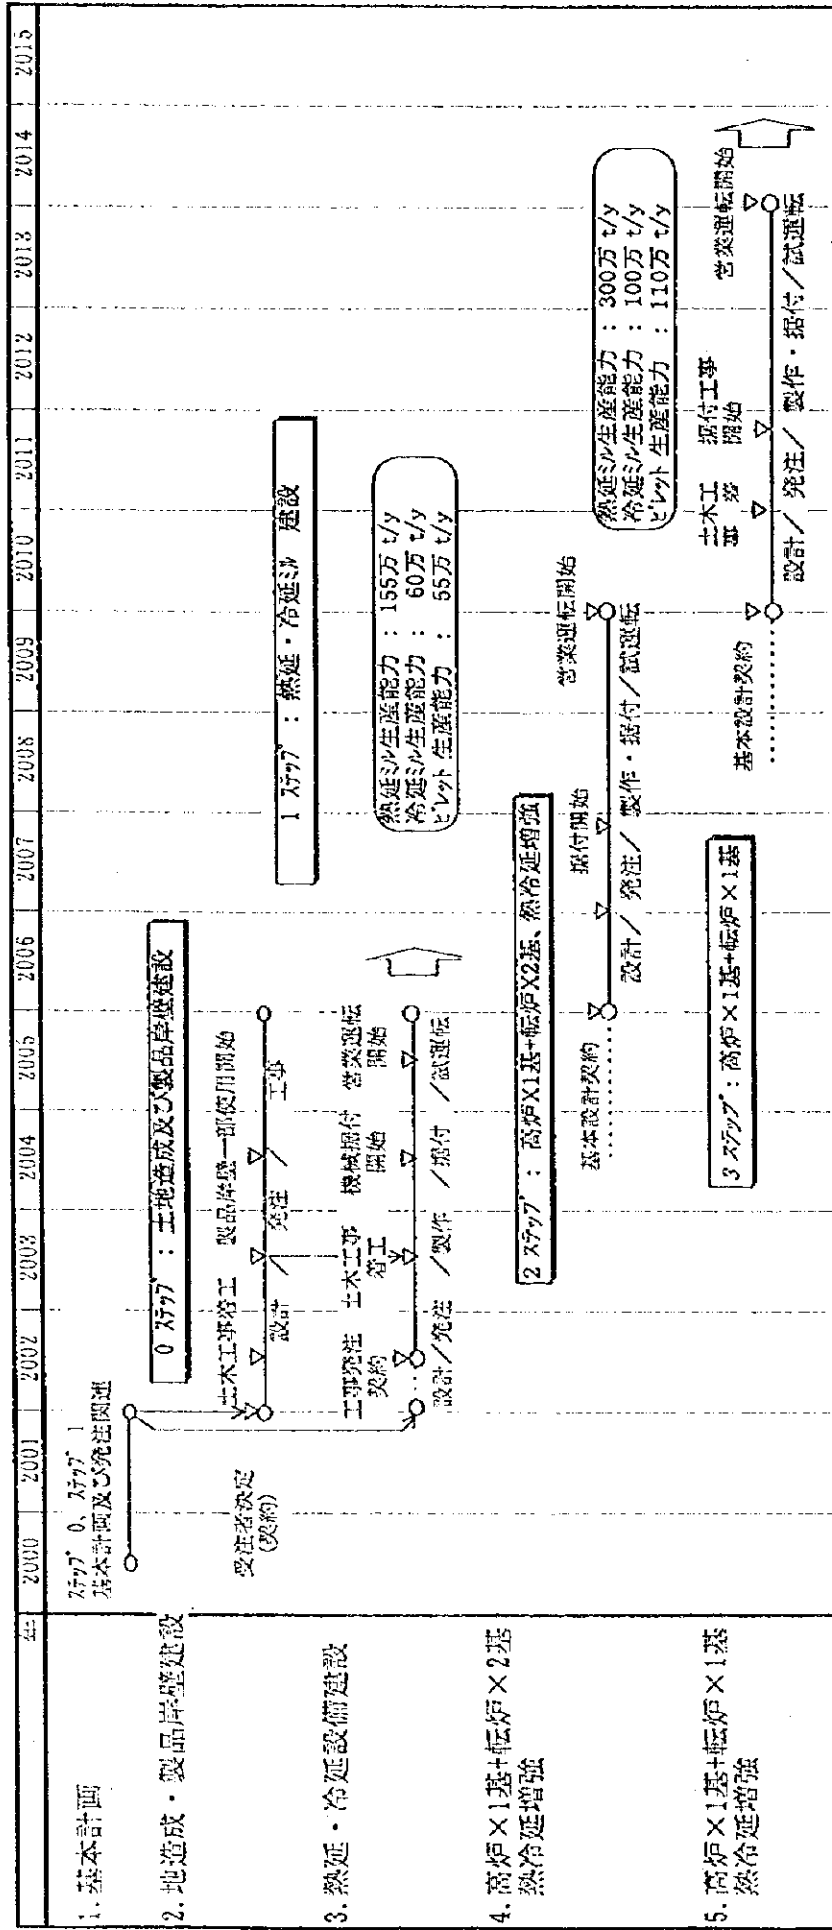 年 2000 2001 2002 2003 2004 2005 2006 2007 2008 2009 2010 2011 2012 2013 2014 2015
1. 基本計画
ステップ 0、ステップ 1
基本計画及び発注関連
2. 地造成・製品岸壁建設
0 ステップ : 土地造成及び製品岸壁建設
受注者決定
(契約)
土木工事着工 製品岸壁一部使用開始
設計 / 発注 / 工事
3. 熱延・冷延設備建設
1 ステップ : 熱延・冷延ミル 建設
工事発注
契約
土木工事
着工
機械据付
開始
営業運転
開始
設計/発注 /製作 /据付 /試運転
熱延ミル生産能力 : 155万 t/y
冷延ミル生産能力 : 60万 t/y
ビレット 生産能力 : 55万 t/y
4. 高炉×1基+転炉×2基
熱冷延増強
2 ステップ : 高炉×1基+転炉×2基、熱冷延増強
基本設計契約
据付開始
営業運転開始
設計/ 発注/ 製作・据付/試運転
熱延ミル生産能力 : 300万 t/y
冷延ミル生産能力 : 100万 t/y
ビレット 生産能力 : 110万 t/y
5. 高炉×1基+転炉×1基
熱冷延増強
3 ステップ : 高炉×1基+転炉×1基
基本設計契約
土木工
事 着
据付工事
開始
営業運転開始
設計/ 発注/ 製作・据付/試運転